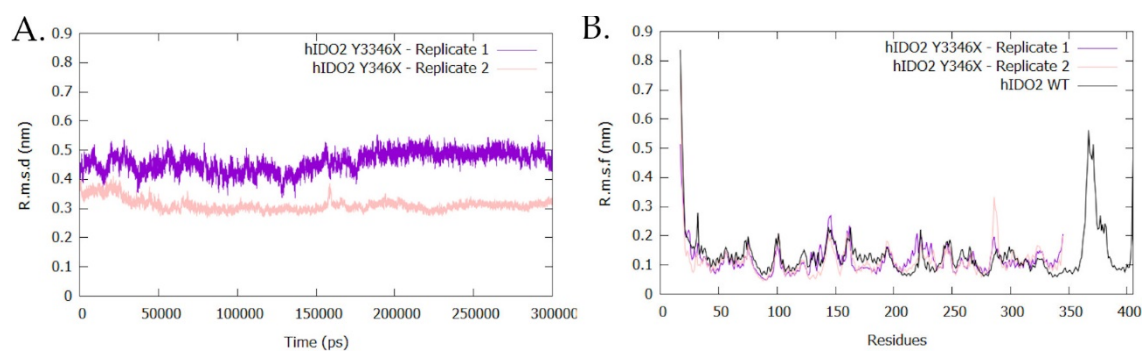 A.
0.9
0.8
0.7
0.6
0.5
0.4
0.3
0.2
0.1
0
R.m.s.d (nm)
hIDO2 Y3346X - Replicate 1
hIDO2 Y346X - Replicate 2
0 50000 100000 150000 200000 250000 300000
Time (ps)
B.
0.9
0.8
0.7
0.6
0.5
0.4
0.3
0.2
0.1
0
R.m.s.f (nm)
hIDO2 Y3346X - Replicate 1
hIDO2 Y346X - Replicate 2
hIDO2 WT
0 50 100 150 200 250 300 350 400
Residues